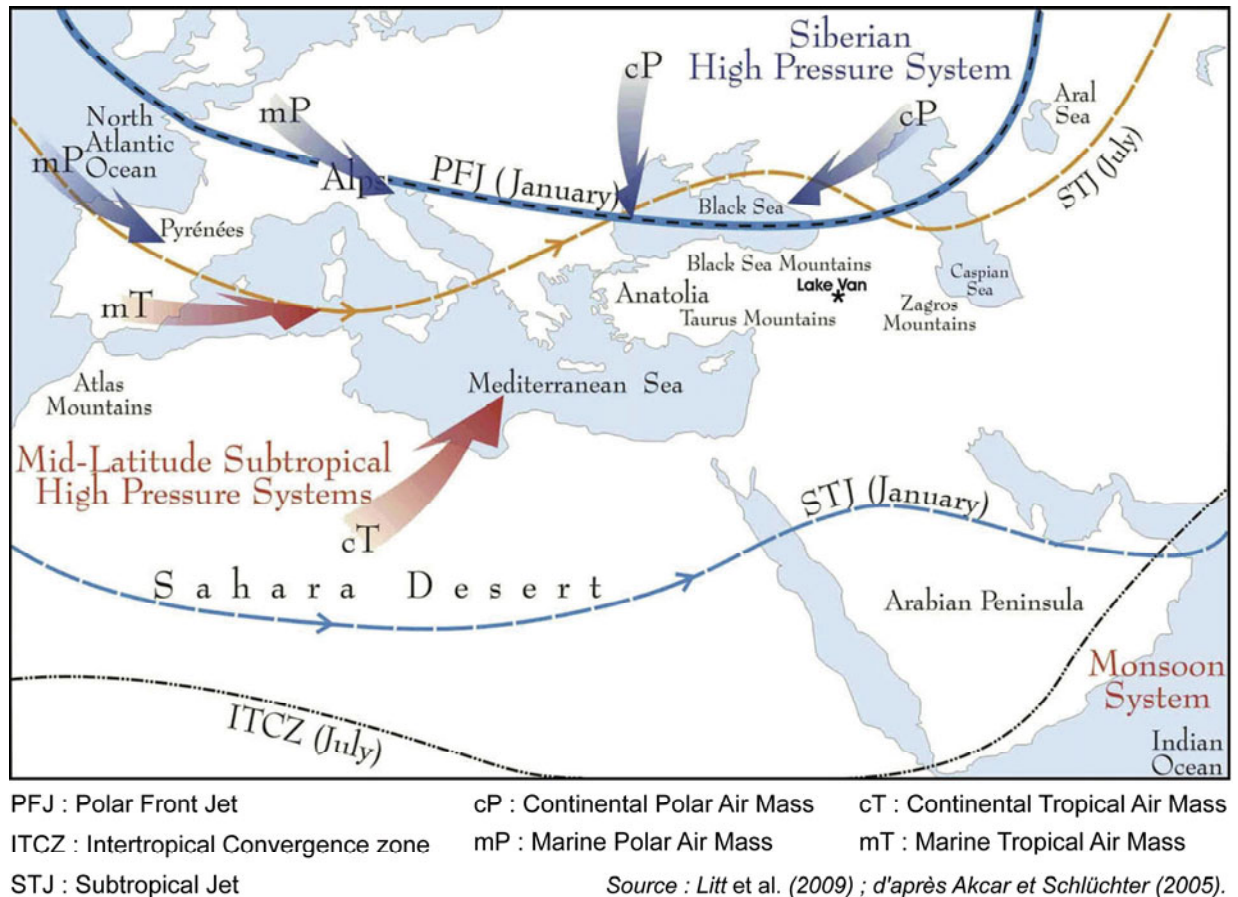 Siberian
High Pressure System
cP
cP
mP
mP
North
Atlantic
Ocean
Aral
Sea
Alps
PFJ (January)
STJ (July)
Black Sea
Pyrénées
Black Sea Mountains
Lake Van
*
Caspian
Sea
Anatolia
Taurus Mountains
Zagros
Mountains
mT
Atlas
Mountains
Mediterranean Sea
Mid-Latitude Subtropical
High Pressure Systems
cT
STJ (January)
Sahara Desert
Arabian Peninsula
Monsoon
System
ITCZ (July)
Indian
Ocean
PFJ : Polar Front Jet
cP : Continental Polar Air Mass
cT : Continental Tropical Air Mass
ITCZ : Intertropical Convergence zone
mP : Marine Polar Air Mass
mT : Marine Tropical Air Mass
STJ : Subtropical Jet
Source : Litt et al. (2009) ; d'après Akcar et Schlüchter (2005).